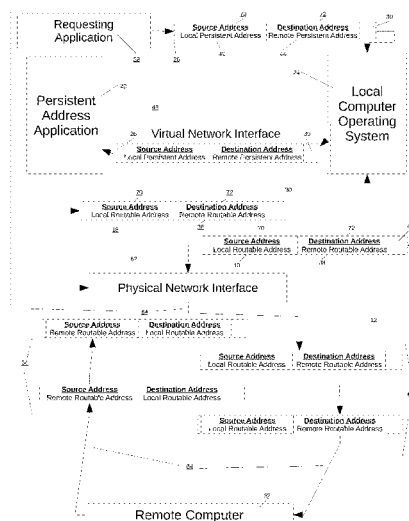 Requesting
Application
Source Address Destination Address
Local Persistent Address Remote Persistent Address
Persistent
Address
Application
Local
Computer
Operating
System
Virtual Network Interface
Source Address Destination Address
Local Persistent Address Remote Persistent Address
Source Address Destination Address
Local Routable Address Remote Routable Address
Source Address Destination Address
Local Routable Address Remote Routable Address
Physical Network Interface
Source Address Destination Address
Remote Routable Address Local Routable Address
Source Address Destination Address
Local Routable Address Remote Routable Address
Source Address Destination Address
Remote Routable Address Local Routable Address
Source Address Destination Address
Local Routable Address Remote Routable Address
Remote Computer